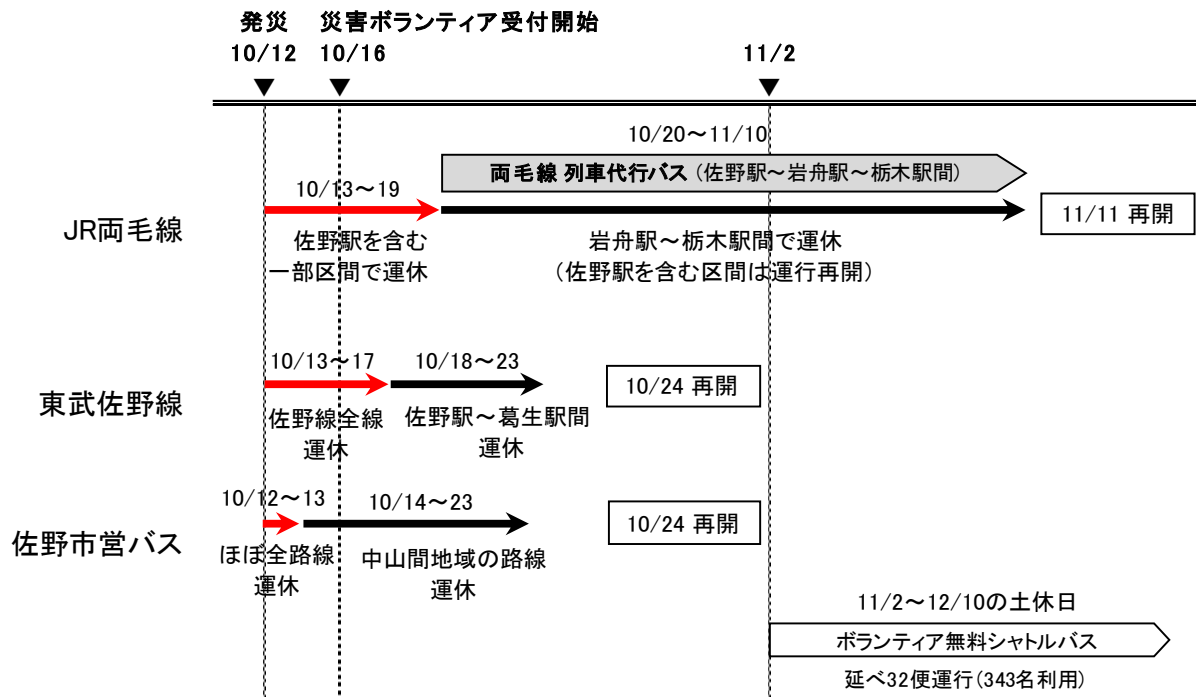 発災 災害ボランティア受付開始
10/12 10/16 11/2
10/20～11/10
両毛線 列車代行バス（佐野駅～岩舟駅～栃木駅間）
10/13～19
JR両毛線
11/11 再開
佐野駅を含む
一部区間で運休
岩舟駅～栃木駅間で運休
（佐野駅を含む区間は運行再開）
10/13～17 10/18～23
東武佐野線
10/24 再開
佐野線全線
運休
佐野駅～葛生駅間
運休
10/12～13 10/14～23
佐野市営バス
10/24 再開
ほぼ全路線
運休
中山間地域の路線
運休
11/2～12/10の土休日
ボランティア無料シャトルバス
延べ32便運行（343名利用）